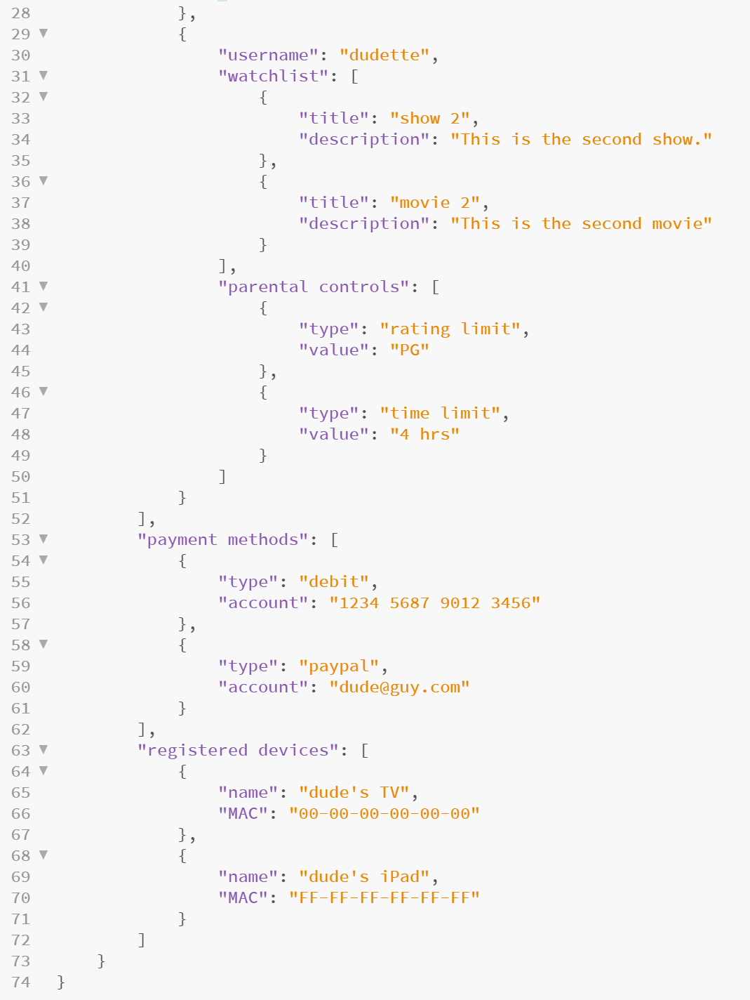 28 },
29 ▼ {
30 "username": "dudette",
31 ▼ "watchlist": [
32 ▼ {
33 "title": "show 2",
34 "description": "This is the second show."
35 },
36 ▼ {
37 "title": "movie 2",
38 "description": "This is the second movie"
39 }
40 ],
41 ▼ "parental controls": [
42 ▼ {
43 "type": "rating limit",
44 "value": "PG"
45 },
46 ▼ {
47 "type": "time limit",
48 "value": "4 hrs"
49 }
50 ]
51 }
52 ],
53 ▼ "payment methods": [
54 ▼ {
55 "type": "debit",
56 "account": "1234 5687 9012 3456"
57 },
58 ▼ {
59 "type": "paypal",
60 "account": "dude@guy.com"
61 }
62 ],
63 ▼ "registered devices": [
64 ▼ {
65 "name": "dude's TV",
66 "MAC": "00-00-00-00-00-00"
67 },
68 ▼ {
69 "name": "dude's iPad",
70 "MAC": "FF-FF-FF-FF-FF-FF"
71 }
72 ]
73 }
74 }